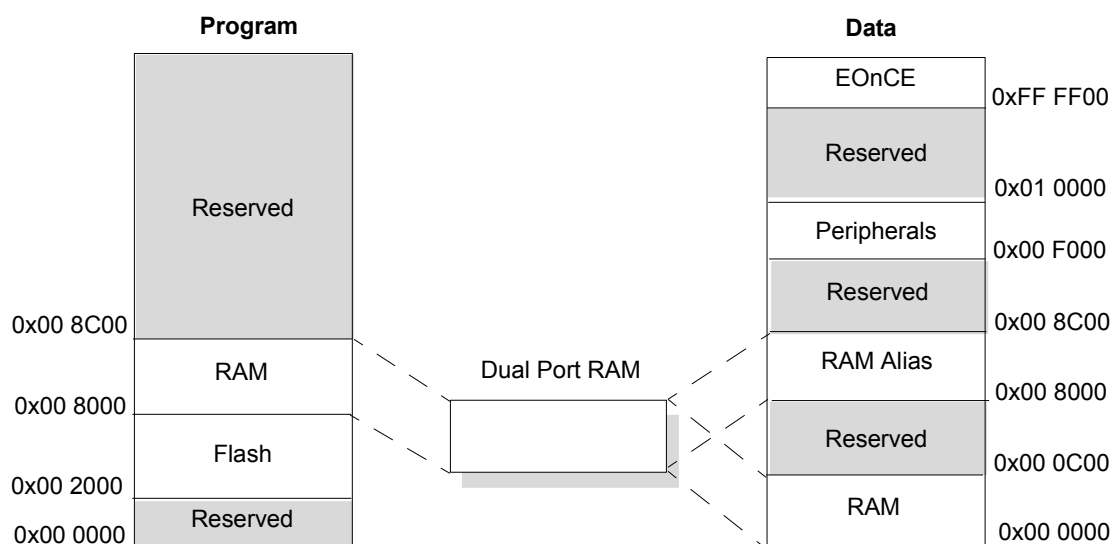 Program
Reserved
0x00 8C00
RAM
0x00 8000
Flash
0x00 2000
Reserved
0x00 0000
Dual Port RAM
Data
EOnCE
0xFF FF00
Reserved
0x01 0000
Peripherals
0x00 F000
Reserved
0x00 8C00
RAM Alias
0x00 8000
Reserved
0x00 0C00
RAM
0x00 0000